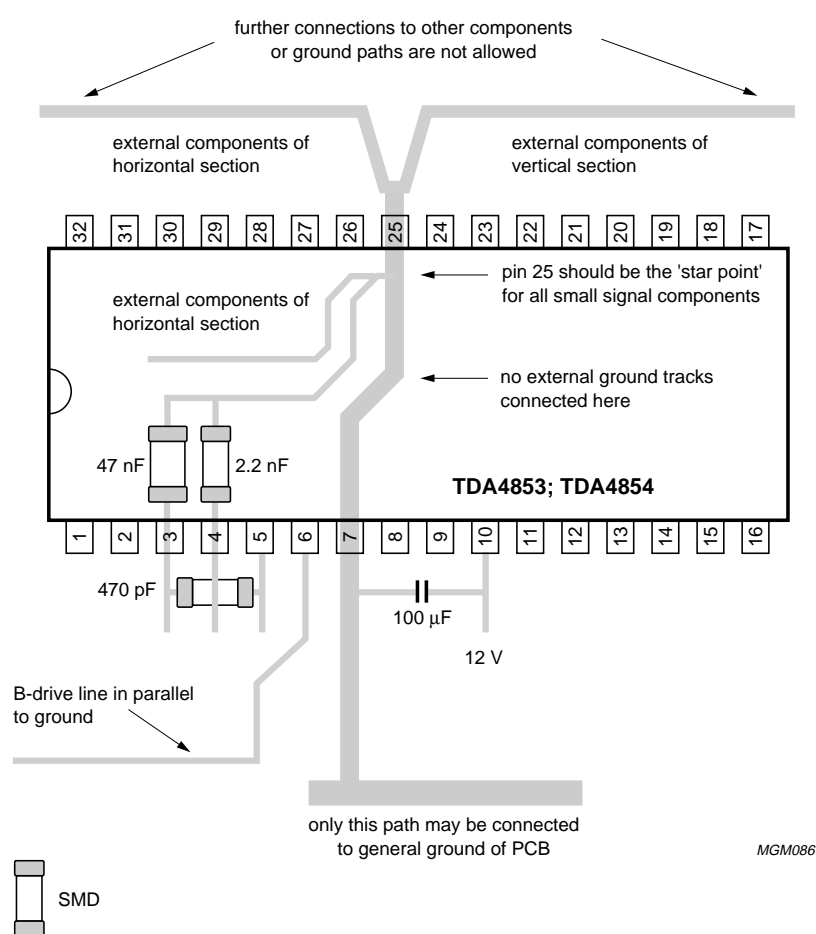 further connections to other components
or ground paths are not allowed
external components of
horizontal section
external components of
vertical section
32 31 30 29 28 27 26 25 24 23 22 21 20 19 18 17
pin 25 should be the 'star point'
for all small signal components
external components of
horizontal section
no external ground tracks
connected here
47 nF
2.2 nF
TDA4853; TDA4854
1 2 3 4 5 6 7 8 9 10 11 12 13 14 15 16
470 pF
100 μF
12 V
B-drive line in parallel
to ground
only this path may be connected
to general ground of PCB
MGM086
SMD